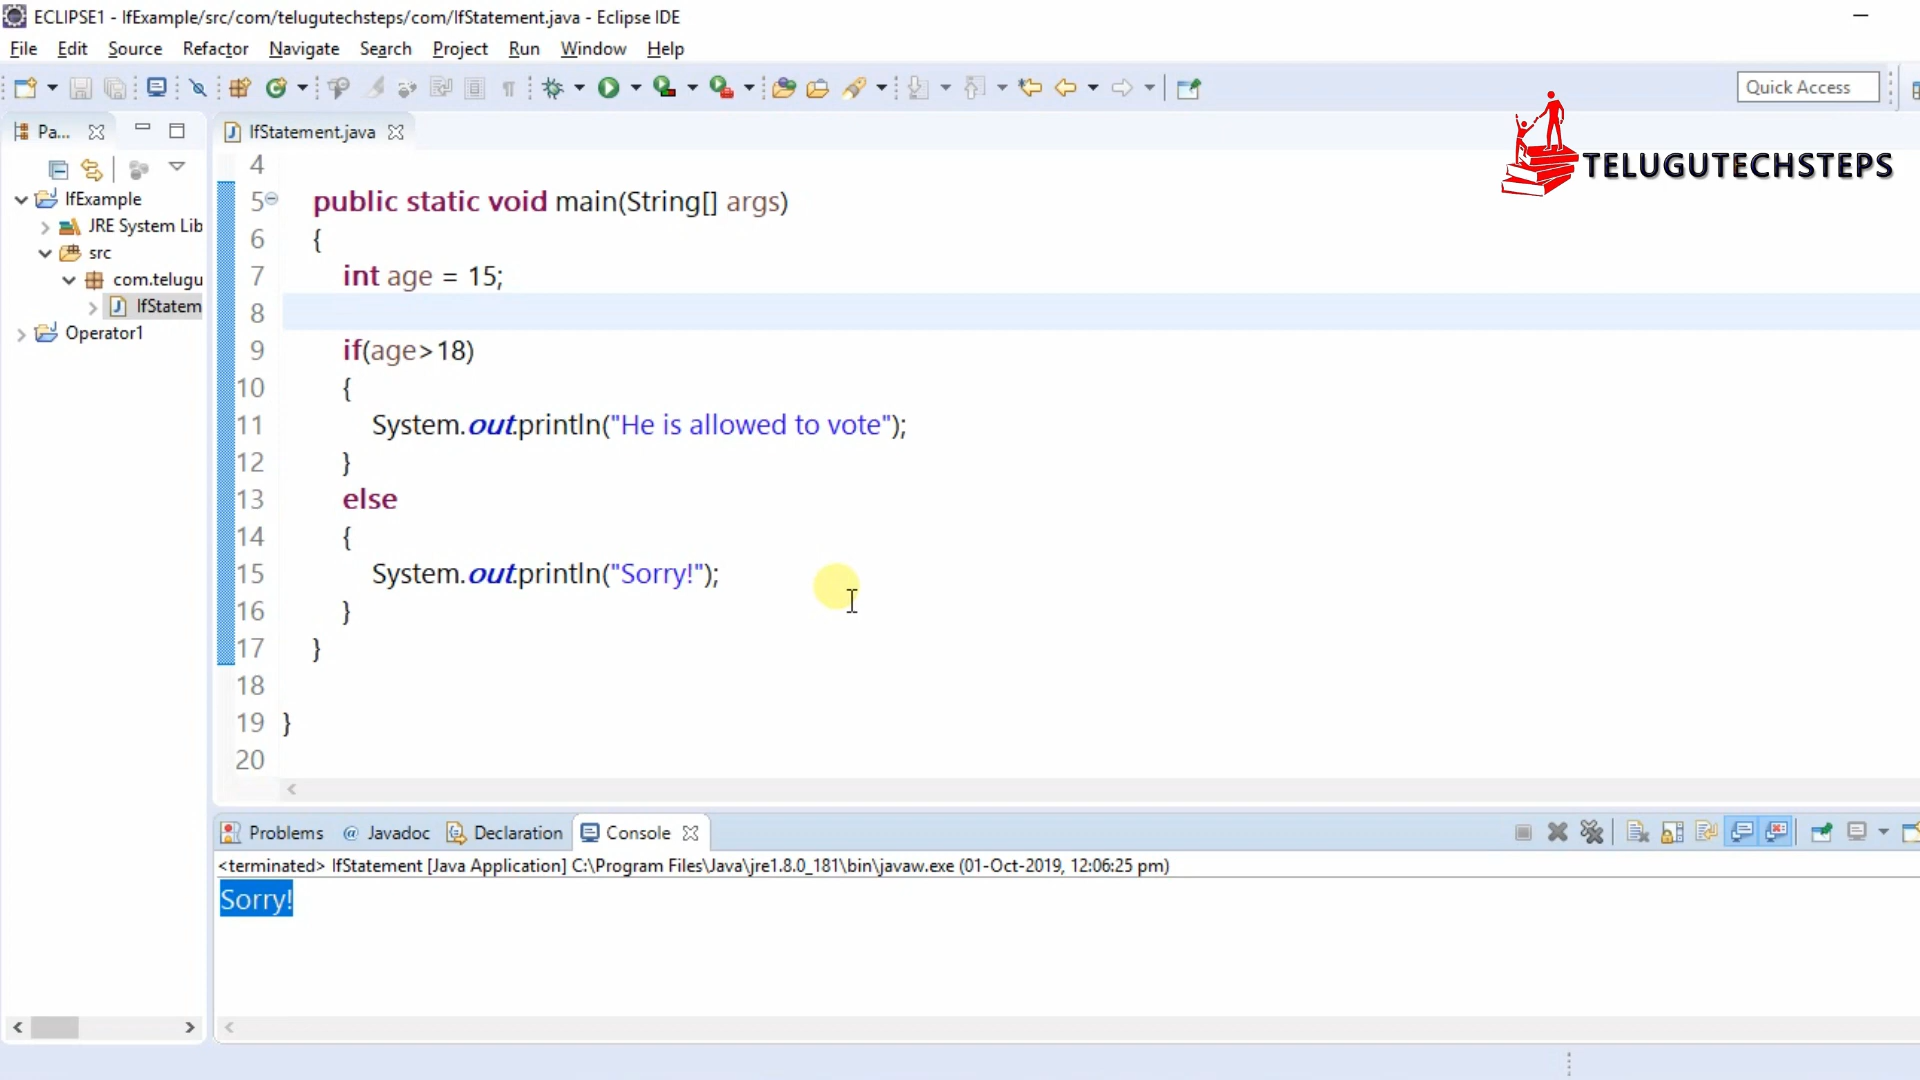 ECLIPSE1 - IfExample/src/com/telugutechsteps/com/IfStatement.java - Eclipse IDE
File Edit Source Refactor Navigate Search Project Run Window Help
Quick Access
TELUGUTECHSTEPS
Pa...
IfStatement.java
IfExample
JRE System Lib
src
com.telugu
IfStatem
Operator1
4
5 public static void main(String[] args)
6 {
7 int age = 15;
8
9 if(age>18)
10 {
11 System.out.println("He is allowed to vote");
12 }
13 else
14 {
15 System.out.println("Sorry!");
16 }
17 }
18
19 }
20
Problems @ Javadoc Declaration Console
<terminated> IfStatement [Java Application] C:\Program Files\Java\jre1.8.0_181\bin\javaw.exe (01-Oct-2019, 12:06:25 pm)
Sorry!